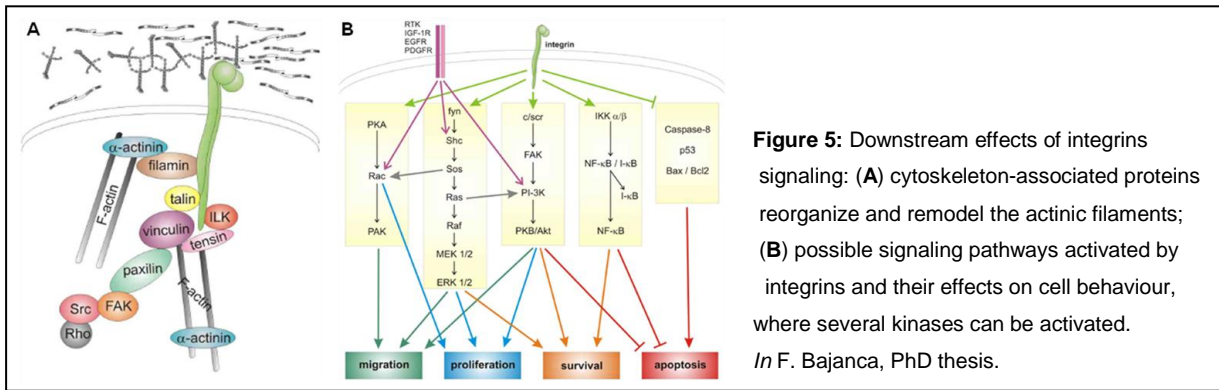 A
α-actinin
filamin
F-actin
talin
ILK
vinculin
tensin
paxilin
F-actin
Src
FAK
Rho
α-actinin
B
RTK
IGF-1R
EGFR
PDGFR
integrin
PKA
Rac
PAK
fyn
Shc
Sos
Ras
Raf
MEK 1/2
ERK 1/2
c/scr
FAK
PI-3K
PKB/Akt
IKK α/β
NF-κB / I-κB
I-κB
NF-κB
Caspase-8
p53
Bax / Bcl2
migration
proliferation
survival
apoptosis
Figure 5: Downstream effects of integrins
signaling: (A) cytoskeleton-associated proteins
reorganize and remodel the actinic filaments;
(B) possible signaling pathways activated by
integrins and their effects on cell behaviour,
where several kinases can be activated.
In F. Bajanca, PhD thesis.